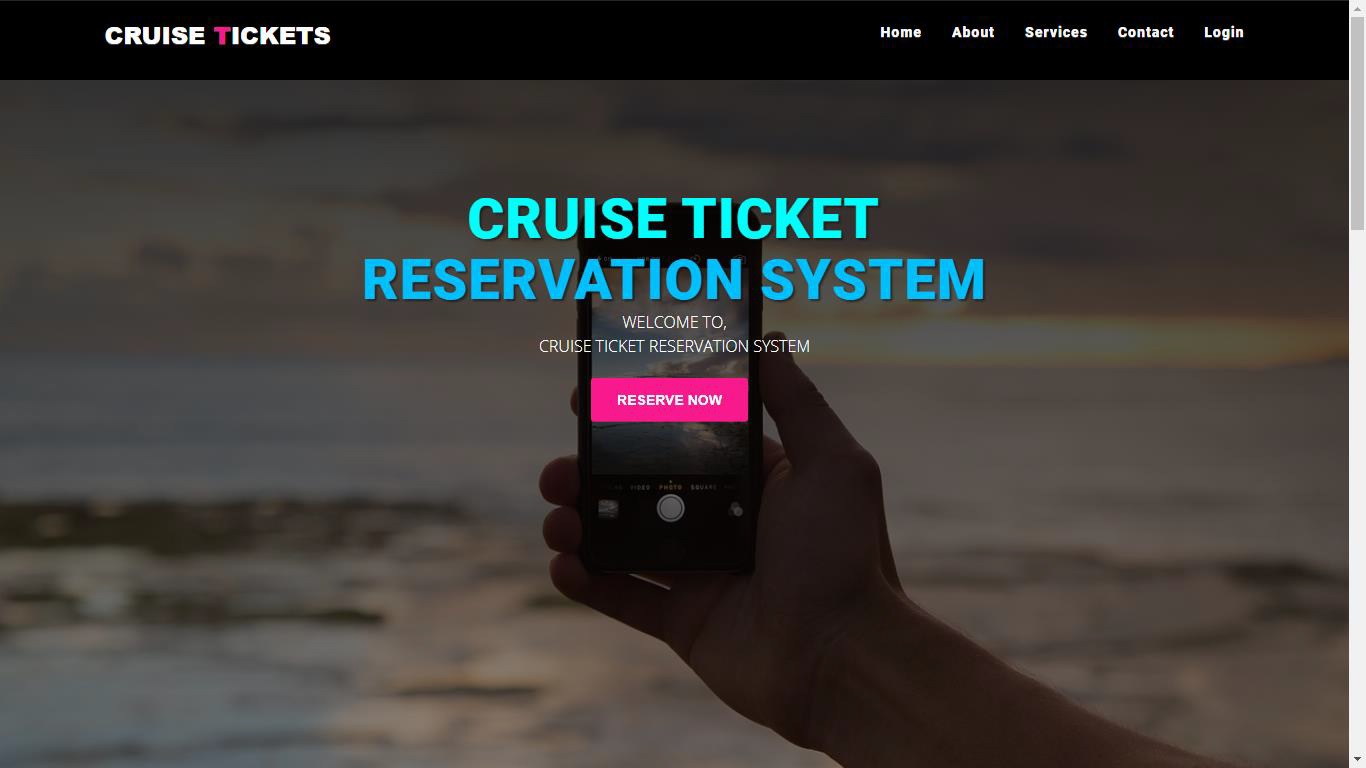 CRUISE TICKETS
Home About Services Contact Login
CRUISE TICKET
RESERVATION SYSTEM
WELCOME TO,
CRUISE TICKET RESERVATION SYSTEM
RESERVE NOW
VIDEO PHOTO SQUARE